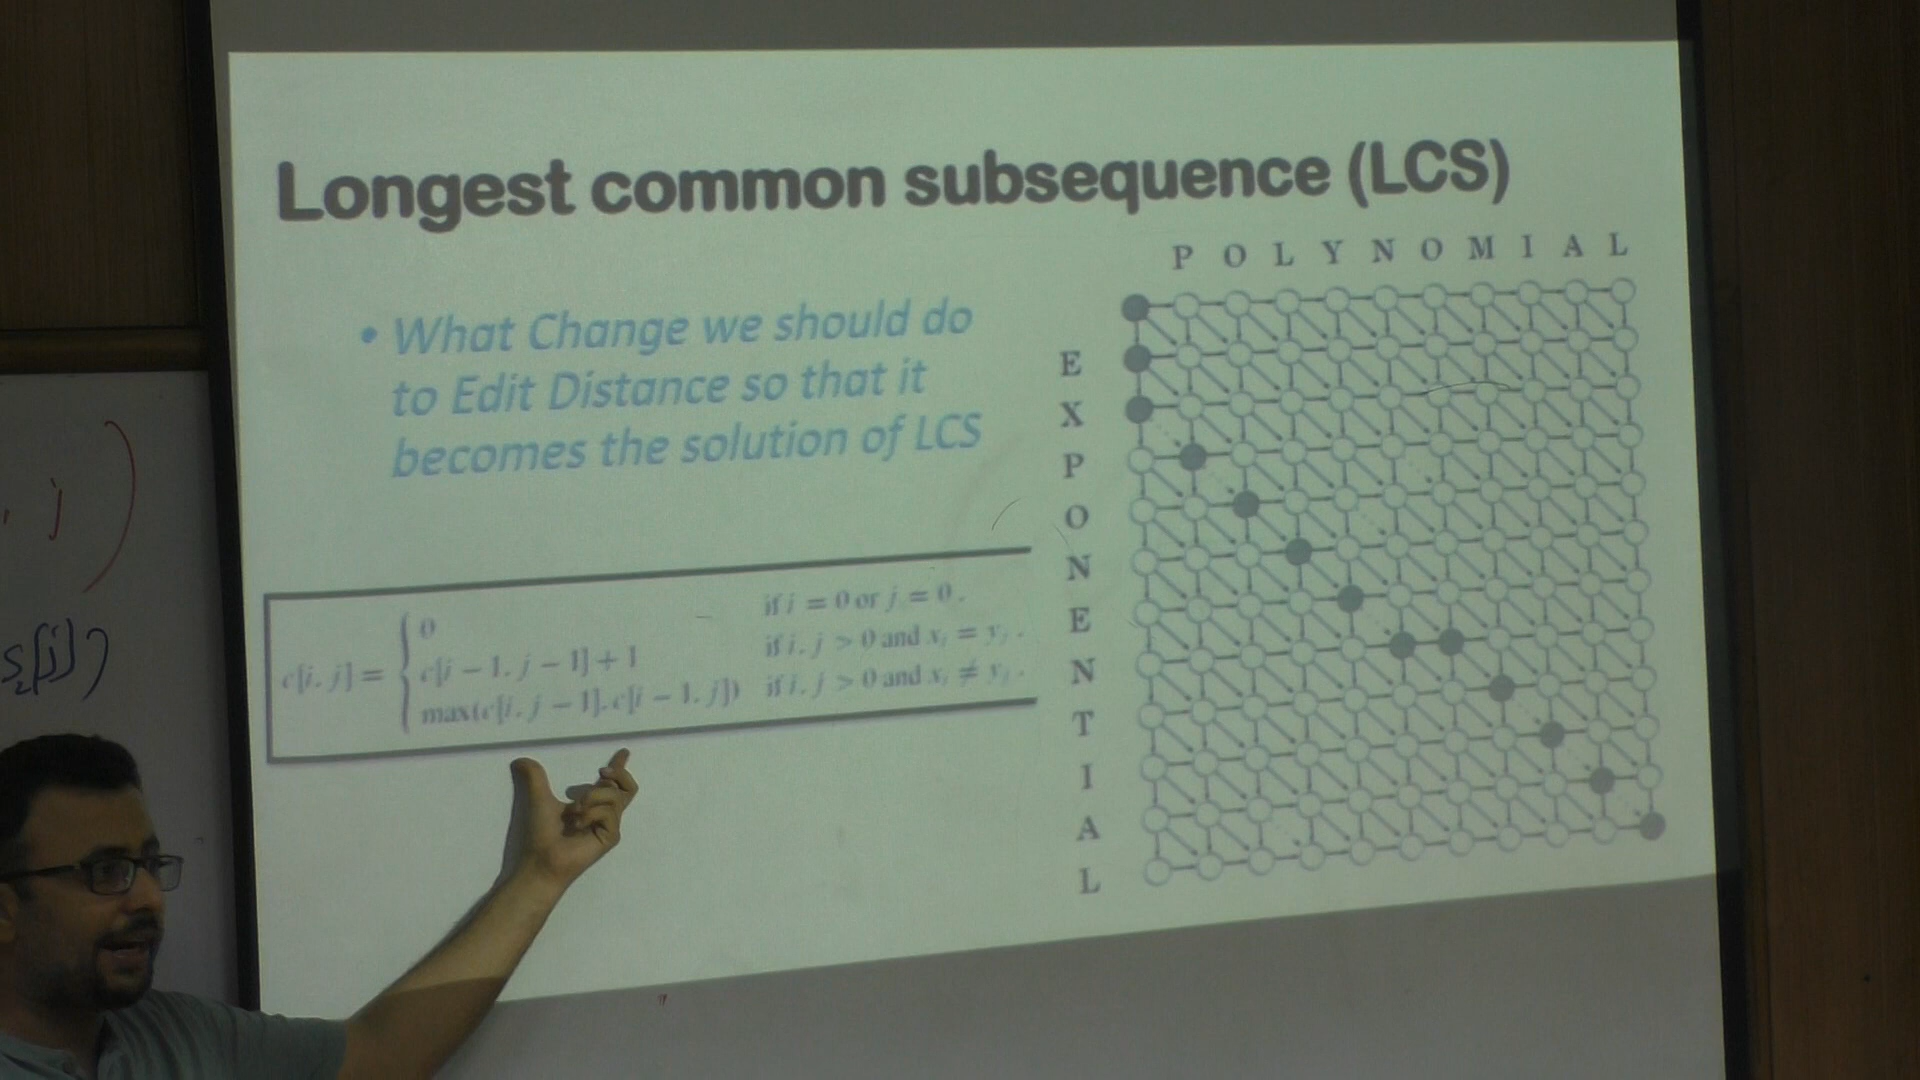 Longest common subsequence (LCS)
• What Change we should do
to Edit Distance so that it
becomes the solution of LCS
c[i, j] =
0 if i = 0 or j = 0 .
c[i − 1, j − 1] + 1 if i, j > 0 and xᵢ = yⱼ .
max(c[i, j − 1], c[i − 1, j]) if i, j > 0 and xᵢ ≠ yⱼ .
P O L Y N O M I A L
E
X
P
O
N
E
N
T
I
A
L
, j )
S₂[j])